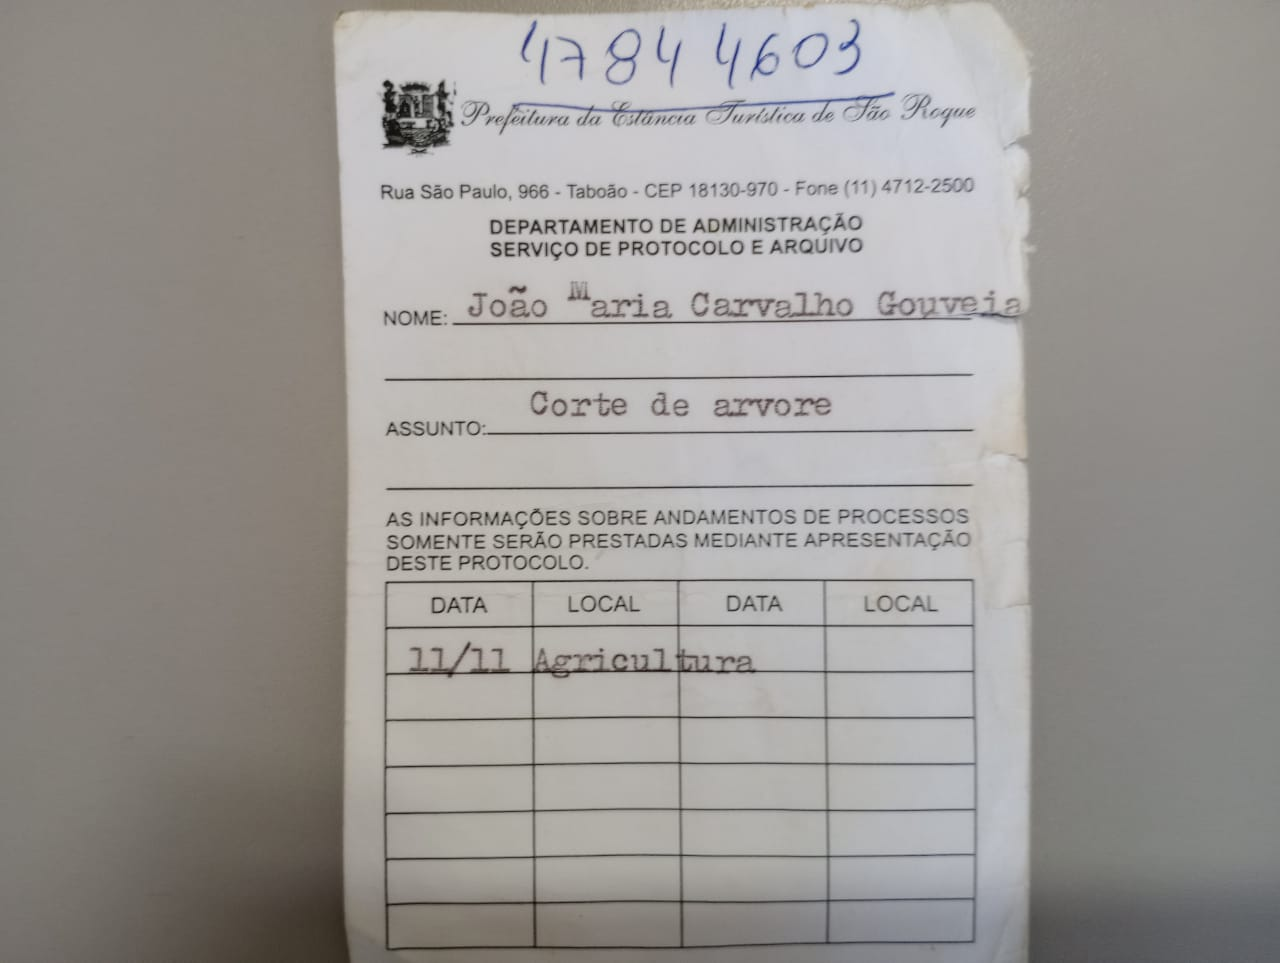 4784 4603
Prefeitura da Estância Turística de São Roque
Rua São Paulo, 966 - Taboão - CEP 18130-970 - Fone (11) 4712-2500
DEPARTAMENTO DE ADMINISTRAÇÃO
SERVIÇO DE PROTOCOLO E ARQUIVO
NOME: João Maria Carvalho Gouveia
ASSUNTO: Corte de arvore
AS INFORMAÇÕES SOBRE ANDAMENTOS DE PROCESSOS
SOMENTE SERÃO PRESTADAS MEDIANTE APRESENTAÇÃO
DESTE PROTOCOLO.
DATA LOCAL DATA LOCAL
11/11 Agricultura